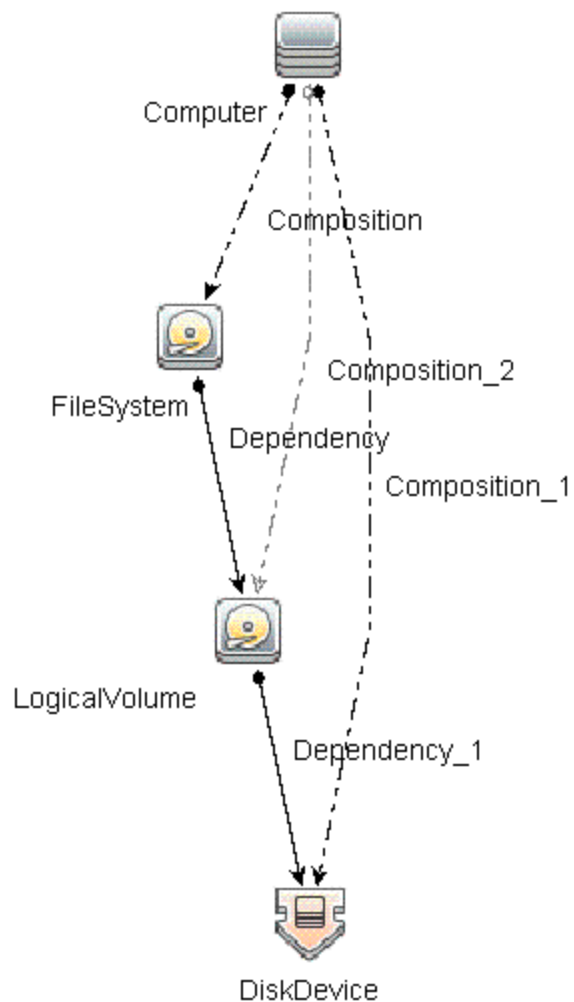 Computer
Composition
Composition_2
FileSystem
Dependency
Composition_1
LogicalVolume
Dependency_1
DiskDevice